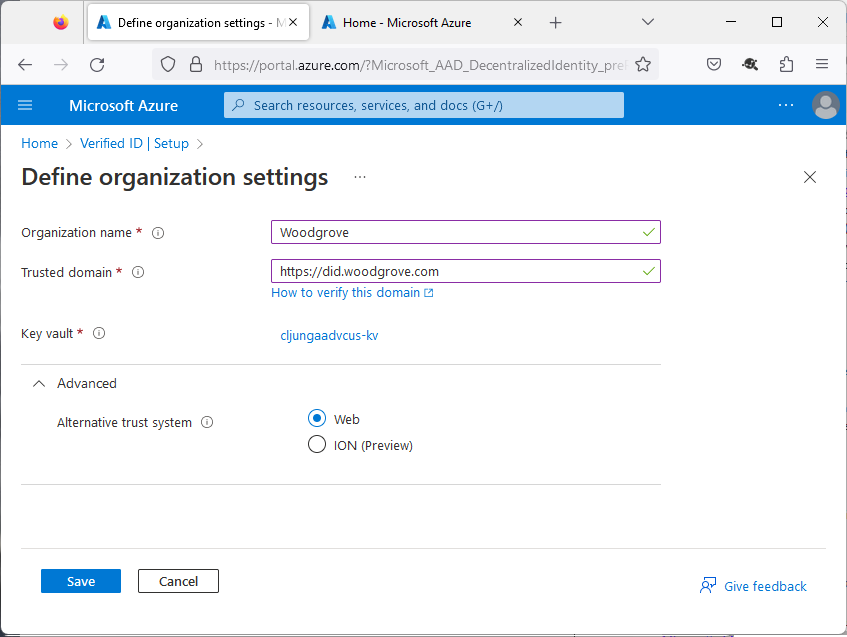 Define organization settings - M
Home - Microsoft Azure
https://portal.azure.com/?Microsoft_AAD_DecentralizedIdentity_pre
Microsoft Azure
Search resources, services, and docs (G+/)
Home > Verified ID | Setup >
Define organization settings ...
Organization name *
Woodgrove
Trusted domain *
https://did.woodgrove.com
How to verify this domain
Key vault *
cljungaadvcus-kv
Advanced
Alternative trust system
Web
ION (Preview)
Save
Cancel
Give feedback